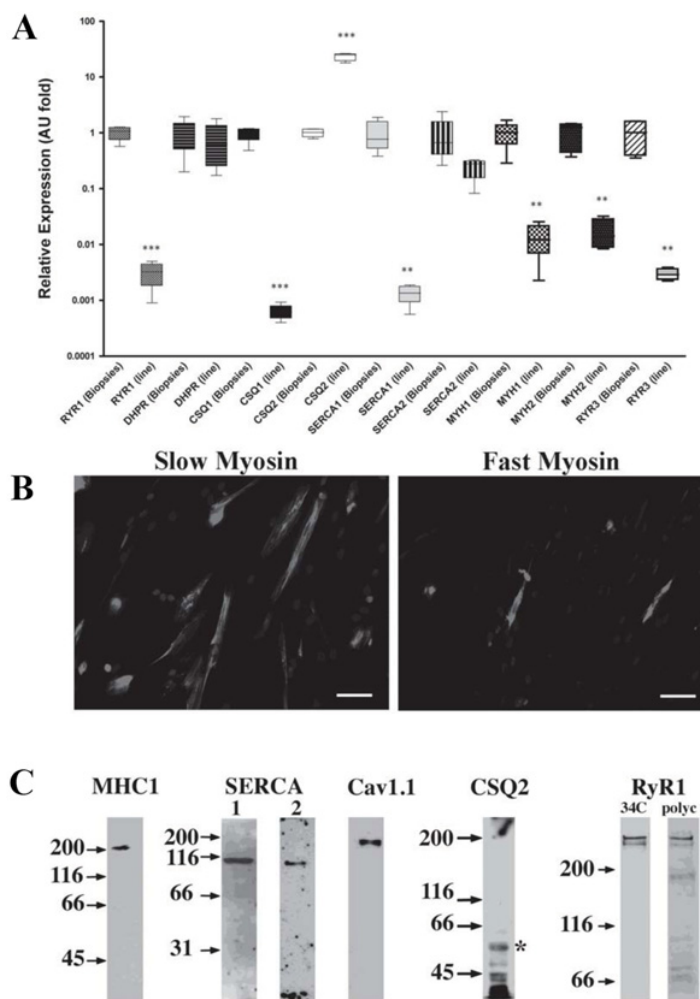 A
Relative Expression (AU fold)
100
10
1
0.1
0.01
0.001
0.0001
***
***
***
**
**
**
**
RYR1 (Biopsies)
RYR1 (line)
DHPR (Biopsies)
DHPR (line)
CSQ1 (Biopsies)
CSQ1 (line)
CSQ2 (Biopsies)
CSQ2 (line)
SERCA1 (Biopsies)
SERCA1 (line)
SERCA2 (Biopsies)
SERCA2 (line)
MYH1 (Biopsies)
MYH1 (line)
MYH2 (Biopsies)
MYH2 (line)
RYR3 (Biopsies)
RYR3 (line)
B
Slow Myosin
Fast Myosin
C
MHC1
200
116
66
45
SERCA
1 2
200
116
66
31
Cav1.1
CSQ2
200
116
66
45
*
RyR1
34C polyc
200
116
66